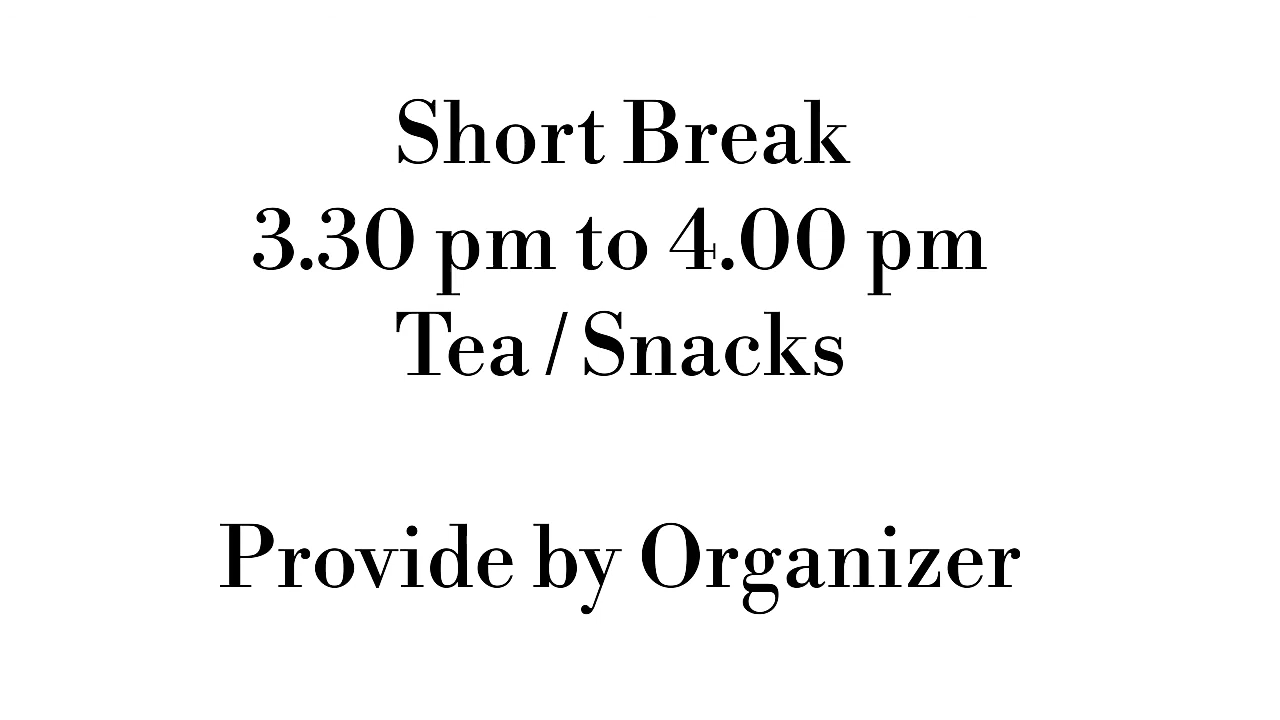 Short Break
3.30 pm to 4.00 pm
Tea / Snacks
Provide by Organizer